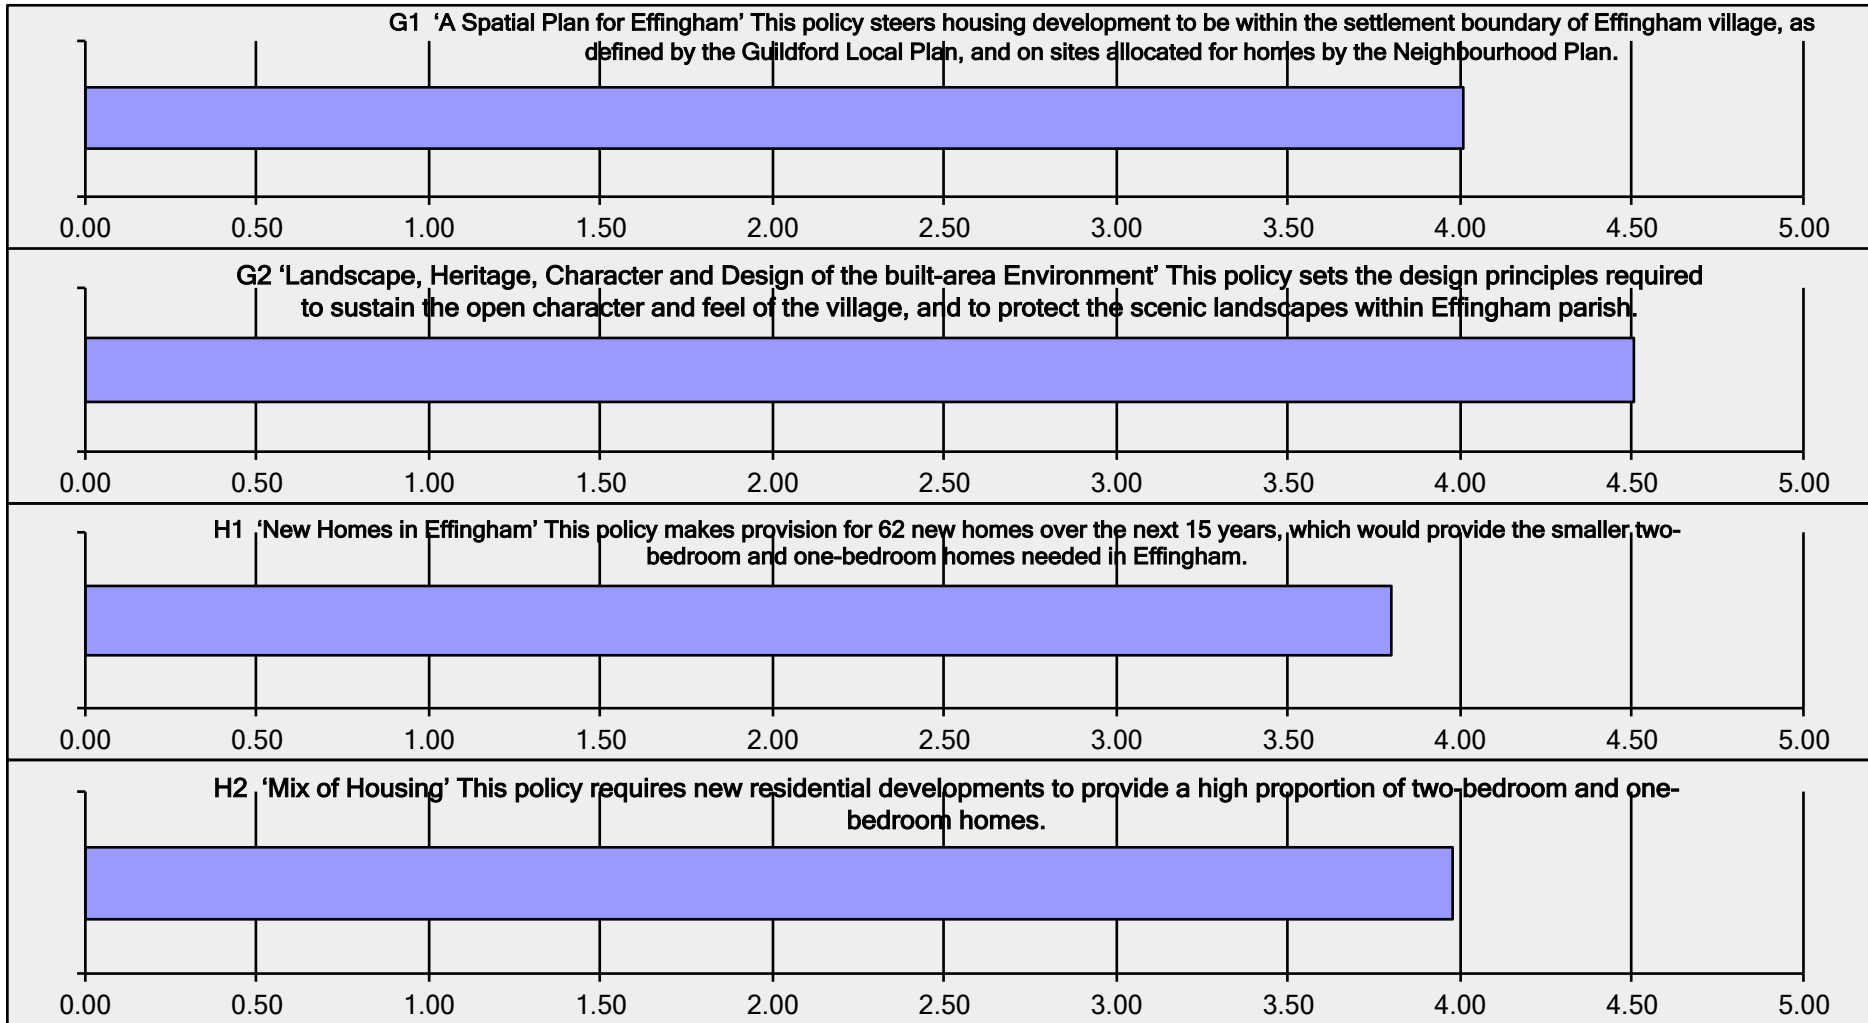 G1 ‘A Spatial Plan for Effingham’ This policy steers housing development to be within the settlement boundary of Effingham village, as
defined by the Guildford Local Plan, and on sites allocated for homes by the Neighbourhood Plan.
0.00 0.50 1.00 1.50 2.00 2.50 3.00 3.50 4.00 4.50 5.00
G2 ‘Landscape, Heritage, Character and Design of the built-area Environment’ This policy sets the design principles required
to sustain the open character and feel of the village, and to protect the scenic landscapes within Effingham parish.
0.00 0.50 1.00 1.50 2.00 2.50 3.00 3.50 4.00 4.50 5.00
H1 ‘New Homes in Effingham’ This policy makes provision for 62 new homes over the next 15 years, which would provide the smaller two-
bedroom and one-bedroom homes needed in Effingham.
0.00 0.50 1.00 1.50 2.00 2.50 3.00 3.50 4.00 4.50 5.00
H2 ‘Mix of Housing’ This policy requires new residential developments to provide a high proportion of two-bedroom and one-
bedroom homes.
0.00 0.50 1.00 1.50 2.00 2.50 3.00 3.50 4.00 4.50 5.00